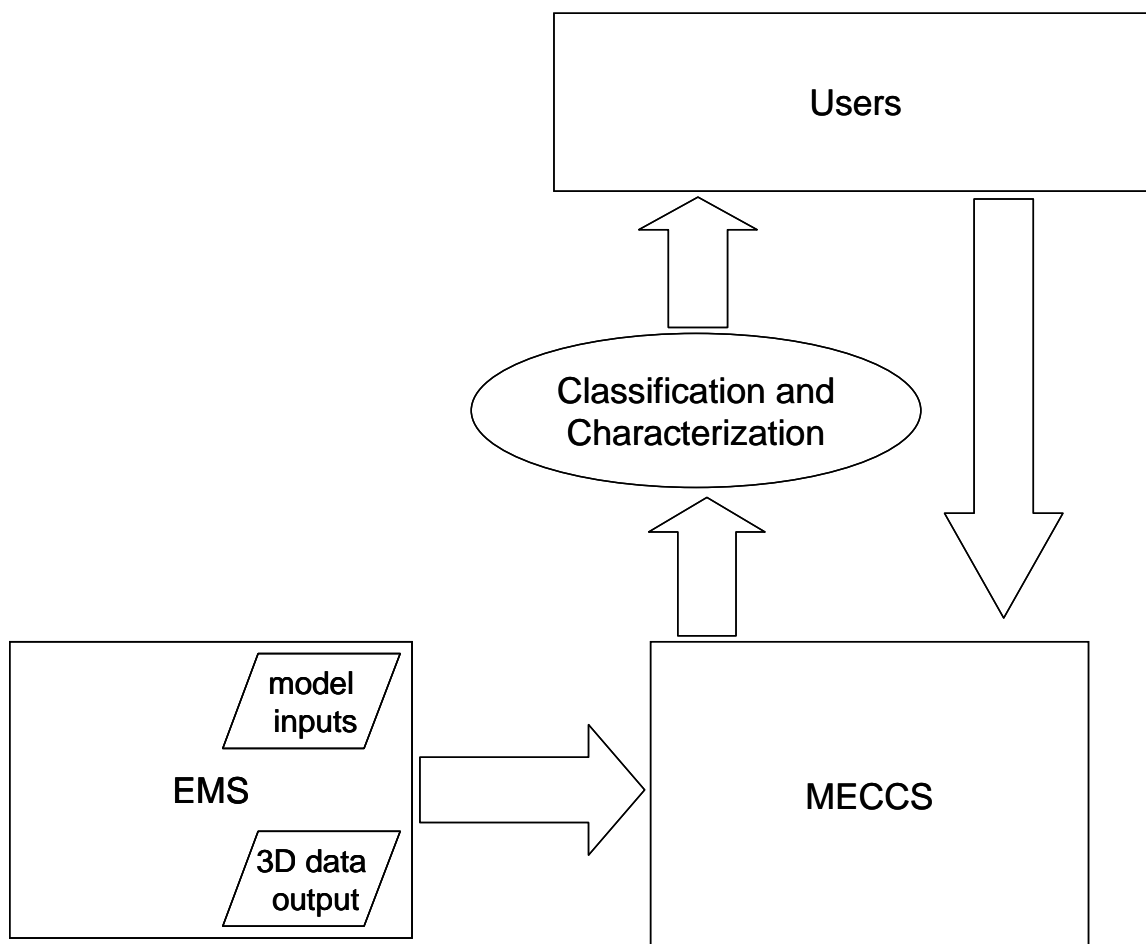 Users
Classification and
Characterization
model
inputs
EMS
3D data
output
MECCS